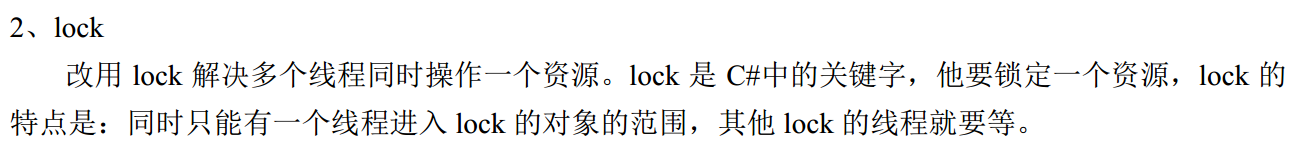 2、lock
改用 lock 解决多个线程同时操作一个资源。lock 是 C#中的关键字，他要锁定一个资源，lock 的
特点是：同时只能有一个线程进入 lock 的对象的范围，其他 lock 的线程就要等。